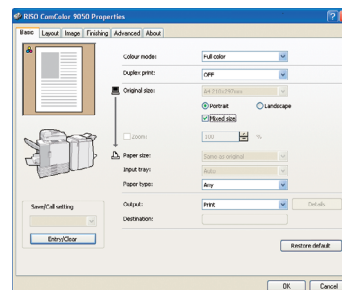 RISO ComColor 9050 Properties
Basic Layout Image Finishing Advanced About
Colour mode: Full color
Duplex print: OFF
Original size: A4 210x297mm
Portrait Landscape
Mixed size
Zoom: 100 %
Paper size: Same as original
Input tray: Auto
Paper type: Any
Save/Call setting
Output: Print Details
Destination:
Entry/Clear
Restore default
OK Cancel